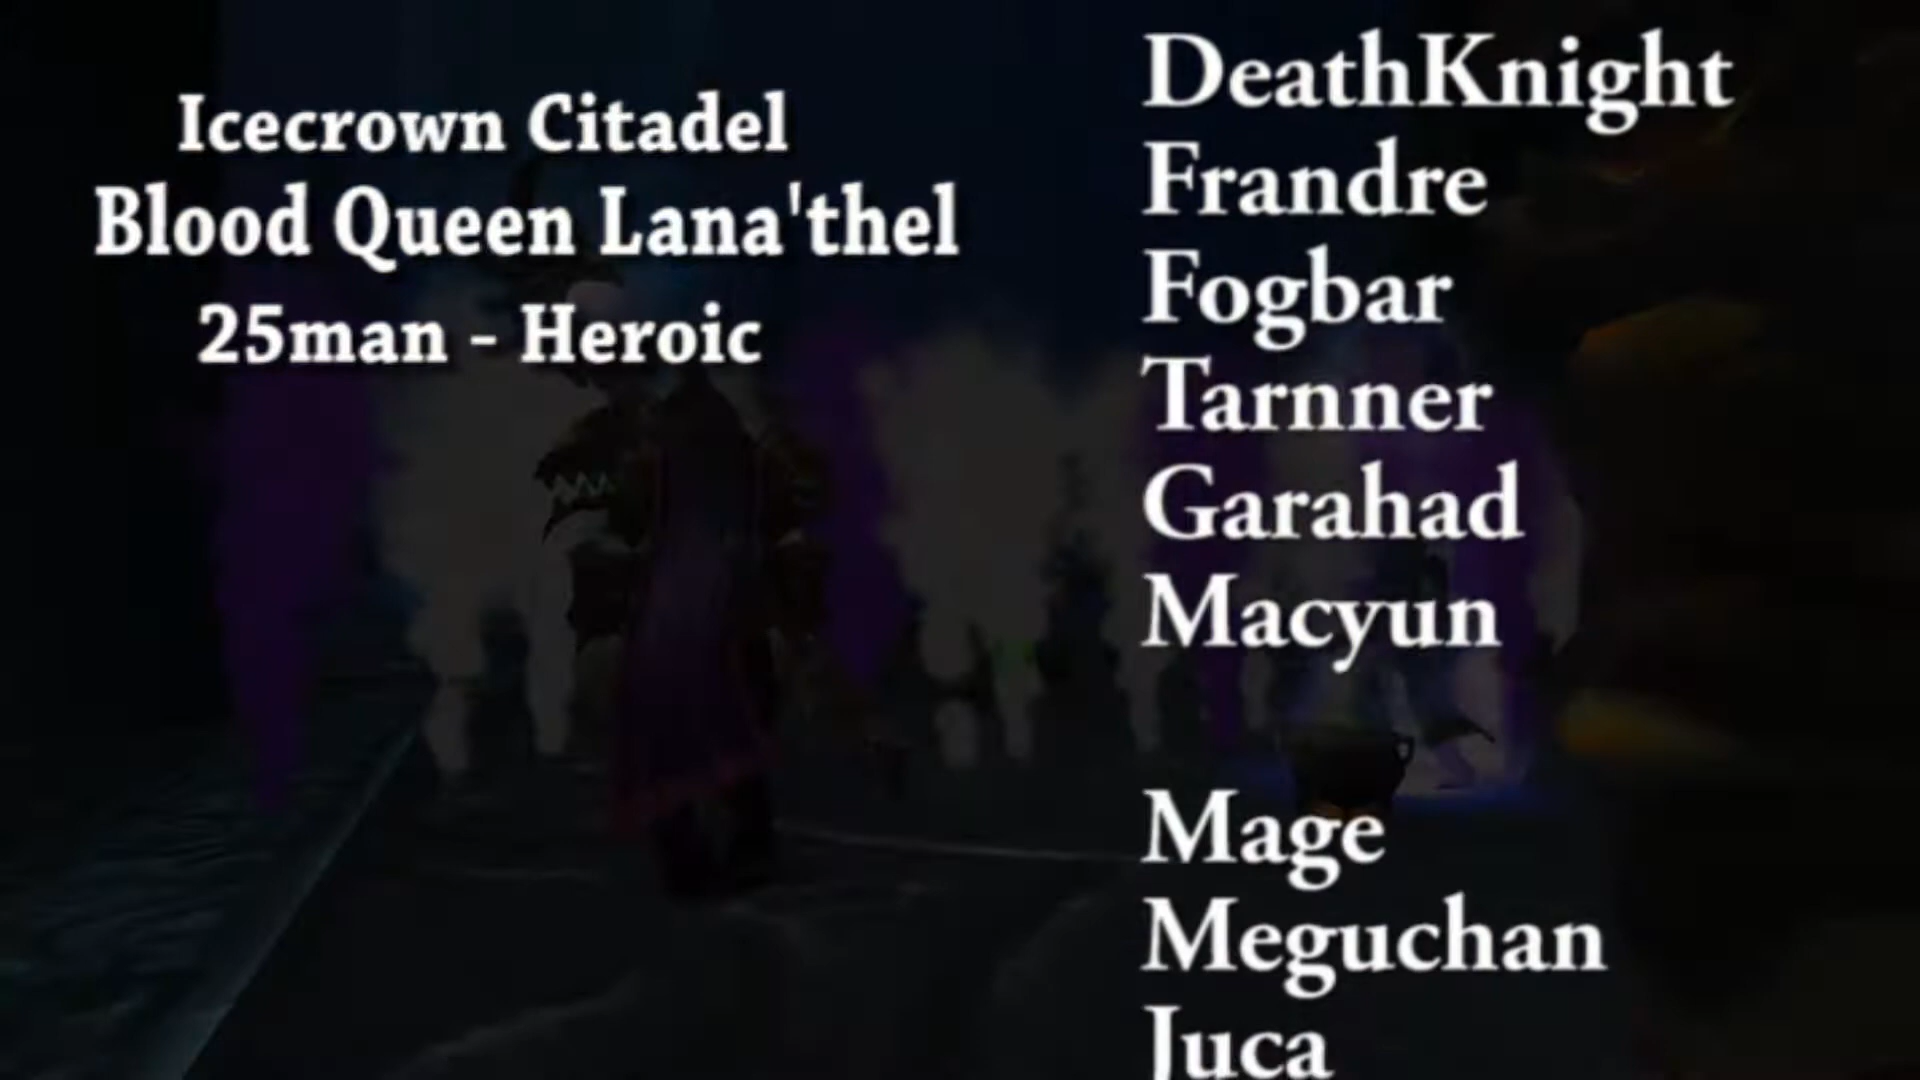 Icecrown Citadel
Blood Queen Lana'thel
25man - Heroic
DeathKnight
Frandre
Fogbar
Tarnner
Garahad
Macyun
Mage
Meguchan
Juca